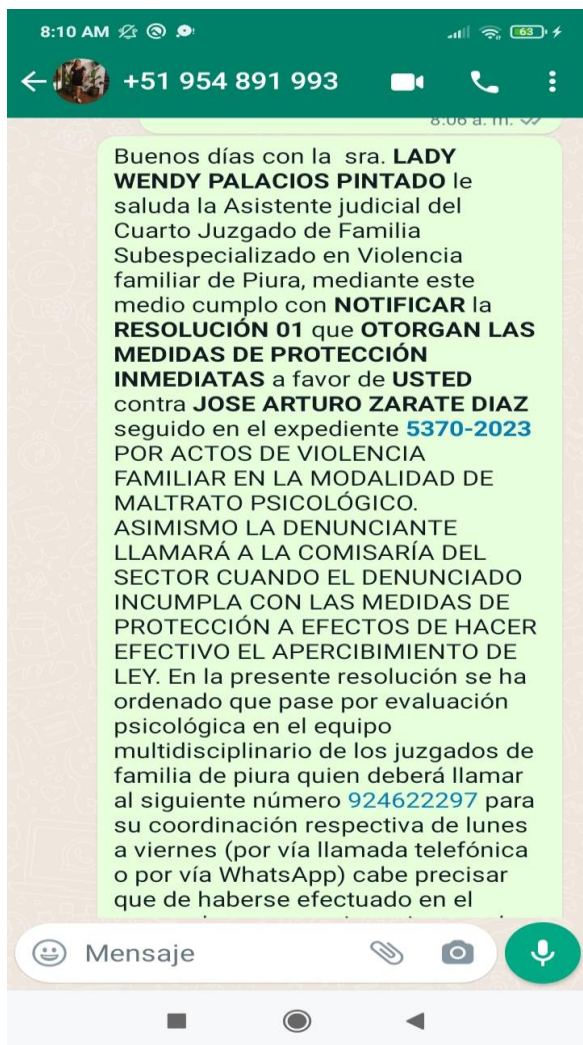 8:10 AM
63
+51 954 891 993
8:06 a. m.
Buenos días con la sra. LADY
WENDY PALACIOS PINTADO le
saluda la Asistente judicial del
Cuarto Juzgado de Familia
Subespecializado en Violencia
familiar de Piura, mediante este
medio cumplo con NOTIFICAR la
RESOLUCIÓN 01 que OTORGAN LAS
MEDIDAS DE PROTECCIÓN
INMEDIATAS a favor de USTED
contra JOSE ARTURO ZARATE DIAZ
seguido en el expediente 5370-2023
POR ACTOS DE VIOLENCIA
FAMILIAR EN LA MODALIDAD DE
MALTRATO PSICOLÓGICO.
ASIMISMO LA DENUNCIANTE
LLAMARÁ A LA COMISARÍA DEL
SECTOR CUANDO EL DENUNCIADO
INCUMPLA CON LAS MEDIDAS DE
PROTECCIÓN A EFECTOS DE HACER
EFECTIVO EL APERCIBIMIENTO DE
LEY. En la presente resolución se ha
ordenado que pase por evaluación
psicológica en el equipo
multidisciplinario de los juzgados de
familia de piura quien deberá llamar
al siguiente número 924622297 para
su coordinación respectiva de lunes
a viernes (por vía llamada telefónica
o por vía WhatsApp) cabe precisar
que de haberse efectuado en el
Mensaje